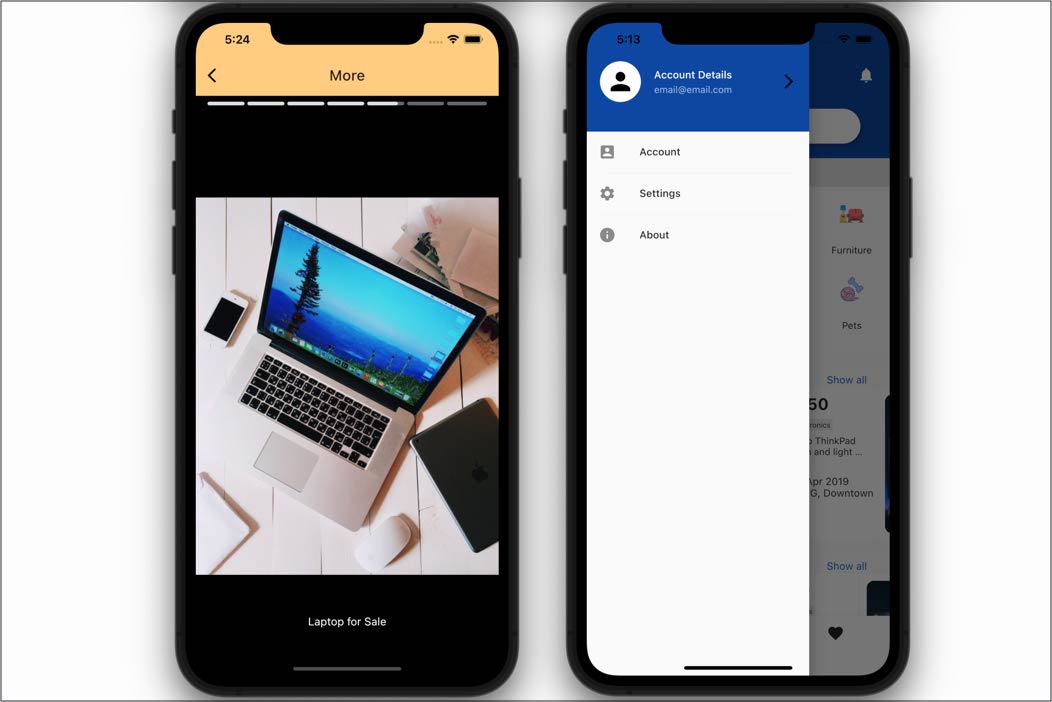 5:24
More
Laptop for Sale
5:13
Account Details
email@email.com
Account
Settings
About
Furniture
Pets
Show all
50
ronics
ThinkPad
and light ...
Apr 2019
G, Downtown
Show all